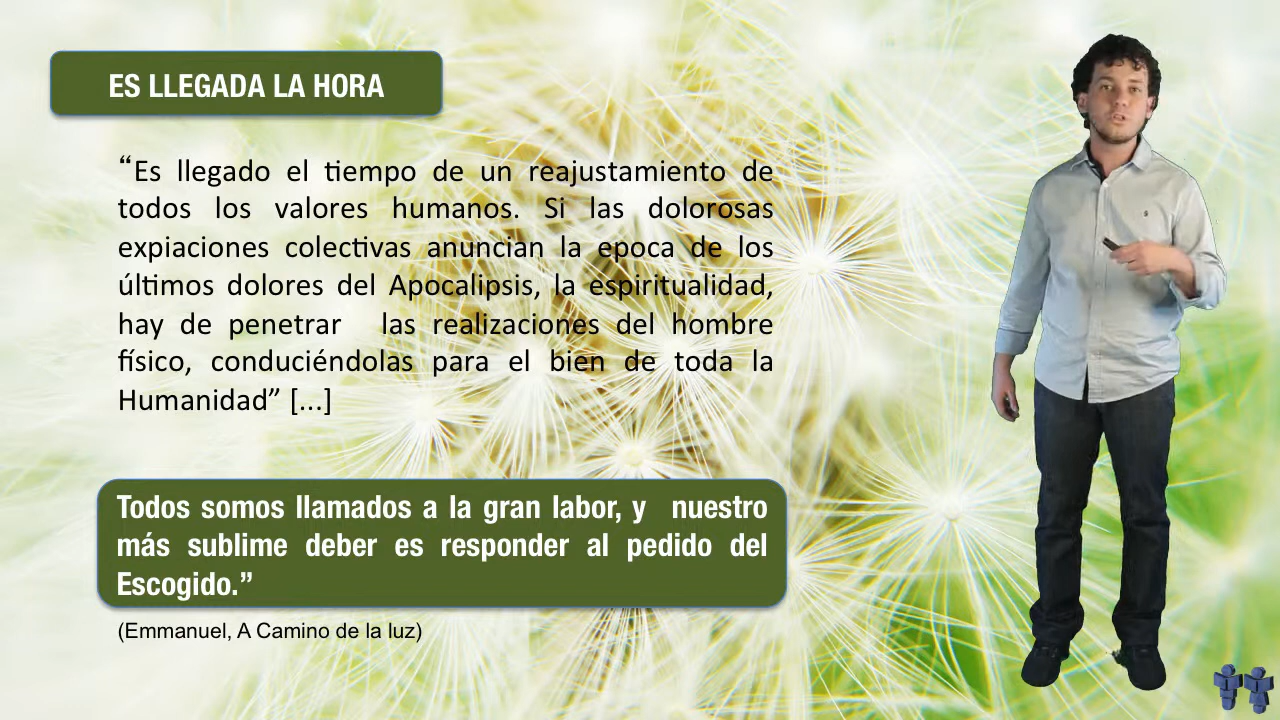 ES LLEGADA LA HORA
“Es llegado el tiempo de un reajustamiento de
todos los valores humanos. Si las dolorosas
expiaciones colectivas anuncian la epoca de los
últimos dolores del Apocalipsis, la espiritualidad,
hay de penetrar las realizaciones del hombre
físico, conduciéndolas para el bien de toda la
Humanidad” [...]
Todos somos llamados a la gran labor, y nuestro
más sublime deber es responder al pedido del
Escogido.”
(Emmanuel, A Camino de la luz)